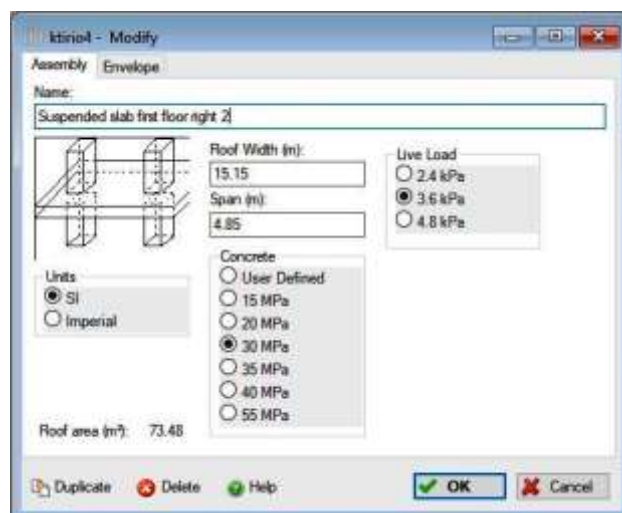 ktirio4 - Modify
Assembly Envelope
Name:
Suspended slab first floor right 2
Roof Width (m):
15.15
Span (m):
4.85
Live Load
2.4 kPa
3.6 kPa
4.8 kPa
Units
SI
Imperial
Concrete
User Defined
15 MPa
20 MPa
30 MPa
35 MPa
40 MPa
55 MPa
Roof area (m²): 73.48
Duplicate Delete Help OK Cancel